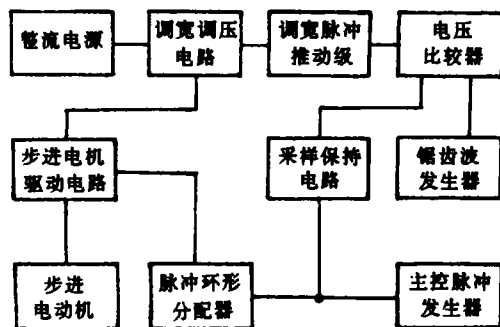 整流电源
调宽调压
电路
调宽脉冲
推动级
电压
比较器
步进电机
驱动电路
采样保持
电路
锯齿波
发生器
步进
电动机
脉冲环形
分配器
主控脉冲
发生器